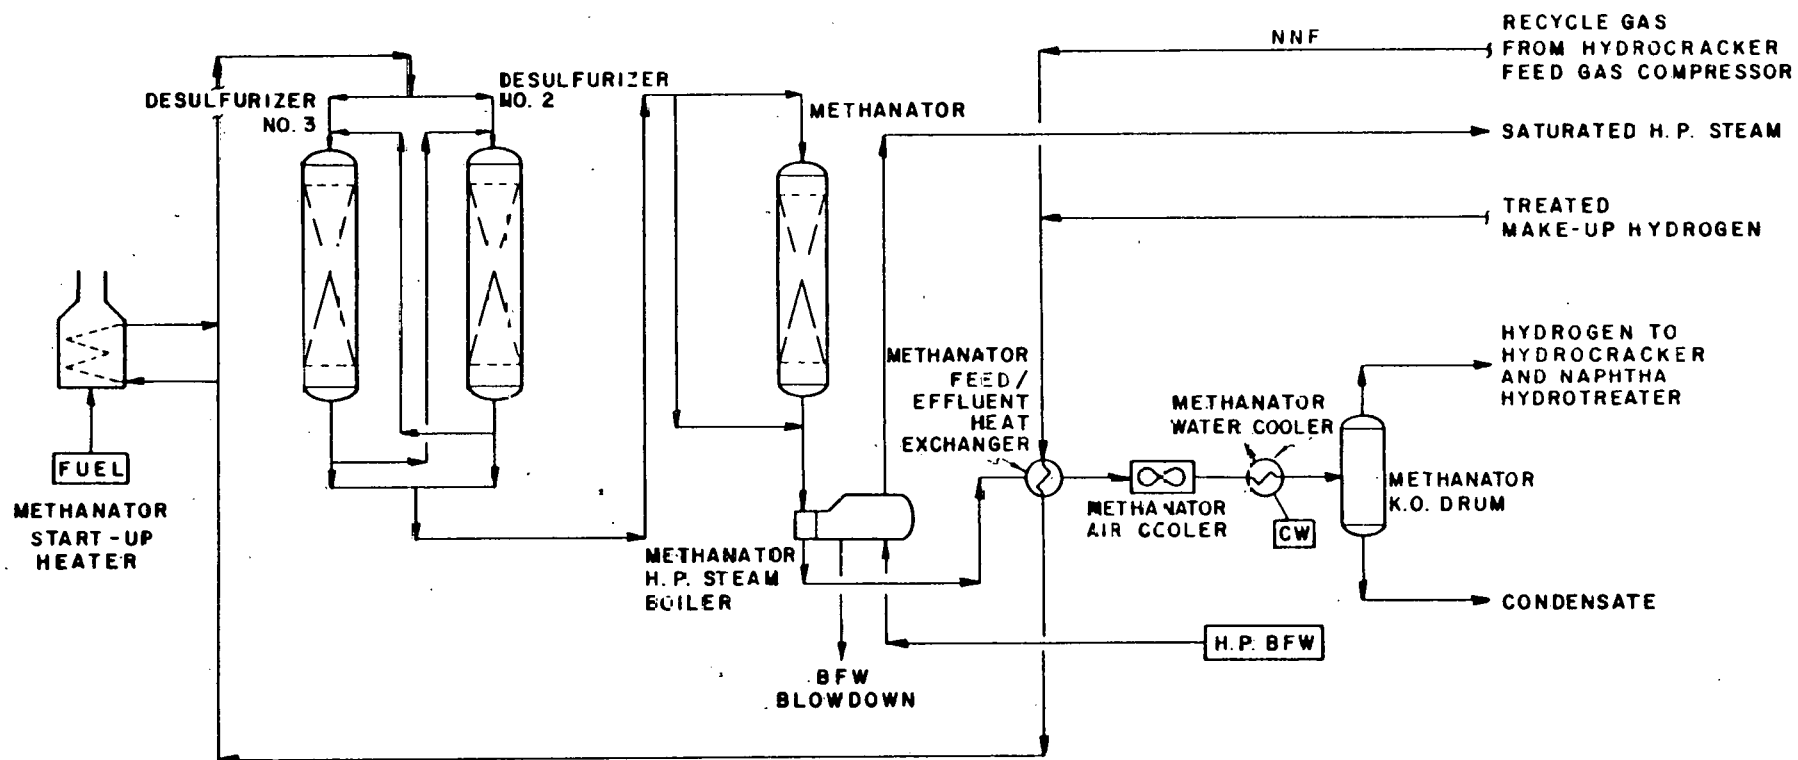 RECYCLE GAS
FROM HYDROCRACKER
FEED GAS COMPRESSOR
NNF
DESULFURIZER
NO. 2
DESULFURIZER
NO. 3
METHANATOR
SATURATED H.P. STEAM
TREATED
MAKE-UP HYDROGEN
HYDROGEN TO
HYDROCRACKER
AND NAPHTHA
HYDROTREATER
METHANATOR
FEED/
EFFLUENT
HEAT
EXCHANGER
METHANATOR
WATER COOLER
FUEL
METHANATOR
START-UP
HEATER
METHANATOR
K.O. DRUM
METHANATOR
AIR COOLER
CW
METHANATOR
H.P. STEAM
BOILER
CONDENSATE
H.P. BFW
BFW
BLOWDOWN